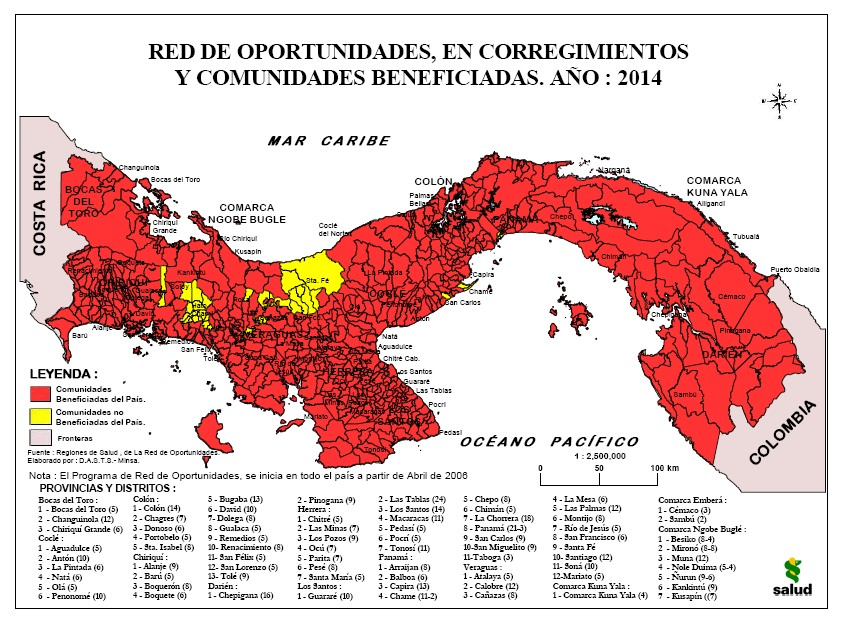 RED DE OPORTUNIDADES, EN CORREGIMIENTOS
Y COMUNIDADES BENEFICIADAS. AÑO : 2014
MAR CARIBE
COSTA RICA
Changuinola
Bocas del Toro
BOCAS
DEL
TORO
Chiriquí
Grande
COMARCA
NGOBE BUGLE
Río Chiriqui
Kusapín
Kankintú
Coclé
del Norte
Sta. Fé
COLÓN
Palmas
Nargana
COMARCA
KUNA YALA
Ailigandí
Tubualá
Puerto Obaldia
PANAMA
Chepo
Chimán
Capira
Chame
San Carlos
La Pintada
COCLE
Antón
Natá
Aguadulce
Chitré Cab.
Los Santos
Guararé
Las Tablas
Pocrí
Pedasí
Tonosí
Mariato
VERAGUAS
HERRERA
Renacimiento
Alanje
Barú
David
Remedios
San Felix
Tolé
Cémaco
Pinogana
Chepigana
DARIEN
Sambú
COLOMBIA
OCÉANO PACÍFICO
1 : 2,500,000
0 50 100 km
LEYENDA :
Comunidades
Beneficiadas del País.
Comunidades no
Beneficiadas del País.
Fronteras
Fuente : Regiones de Salud , de la Red de Oportunidades.
Elaborado por : D.A.S.T.S.- Minsa.
Nota : El Programa de Red de Oportunidades, se inicia en todo el país a partir de Abril de 2006
PROVINCIAS Y DISTRITOS :
Bocas del Toro :
1 - Bocas del Toro (5)
2 - Changuinola (12)
3 - Chiriquí Grande (6)
Coclé :
1 - Aguadulce (5)
2 - Antón (10)
3 - La Pintada (6)
4 - Natá (6)
5 - Olá (5)
6 - Penonomé (10)
Colón :
1 - Colón (14)
2 - Chagres (7)
3 - Donoso (6)
4 - Portobelo (5)
5 - Sta. Isabel (8)
Chiriquí :
1 - Alanje (9)
2 - Barú (5)
3 - Boquerón (8)
4 - Boquete (6)
5 - Bugaba (13)
6 - David (10)
7- Dolega (8)
8 - Gualaca (5)
9 - Remedios (5)
10- Renacimiento (8)
11- San Félix (5)
12- San Lorenzo (5)
13- Tolé (9)
Darién :
1 - Chepigana (16)
2 - Pinogana (9)
Herrera :
1 - Chitré (5)
2 - Las Minas (7)
3 - Los Pozos (9)
4 - Ocú (7)
5 - Parita (7)
6 - Pesé (8)
7 - Santa María (5)
Los Santos :
1 - Guararé (10)
2 - Las Tablas (24)
3 - Los Santos (14)
4 - Macaracas (11)
5 - Pedasí (5)
6 - Pocrí (5)
7 - Tonosí (11)
Panamá :
1 - Arraijan (8)
2 - Balboa (6)
3 - Capira (13)
4 - Chame (11-2)
5 - Chepo (8)
6 - Chimán (5)
7 - La Chorrera (18)
8 - Panamá (21-3)
9 - San Carlos (9)
10-San Miguelito (9)
11-Taboga (3)
Veraguas :
1 - Atalaya (5)
2 - Calobre (12)
3 - Cañazas (8)
4 - La Mesa (6)
5 - Las Palmas (12)
6 - Montijo (8)
7 - Río de Jesús (5)
8 - San Francisco (6)
9 - Santa Fé
10- Santiago (12)
11- Soná (10)
12-Mariato (5)
Comarca Kuna Yala :
1 - Comarca Kuna Yala (4)
Comarca Emberá :
1 - Cémaco (3)
2 - Sambú (2)
Comarca Ngobe Buglé :
1 - Besiko (8-4)
2 - Mironó (8-8)
3 - Muna (12)
4 - Nole Duima (5-4)
5 - Ñurun (9-6)
6 - Kankintú (9)
7 - Kusapín ((7)
salud